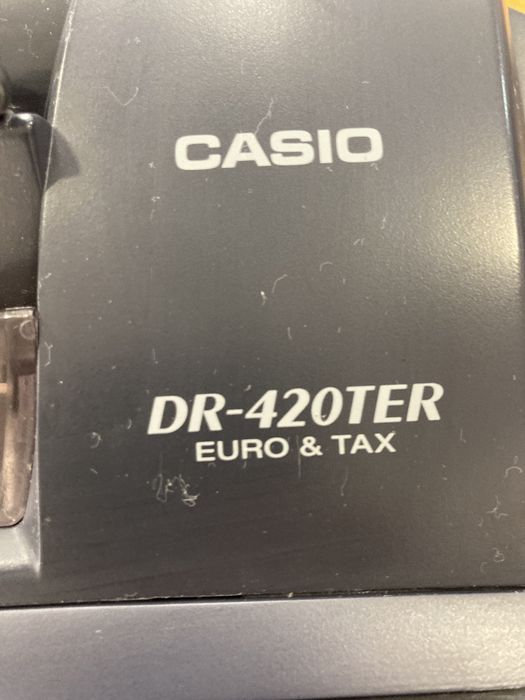 CASIO
DR-420TER
EURO & TAX